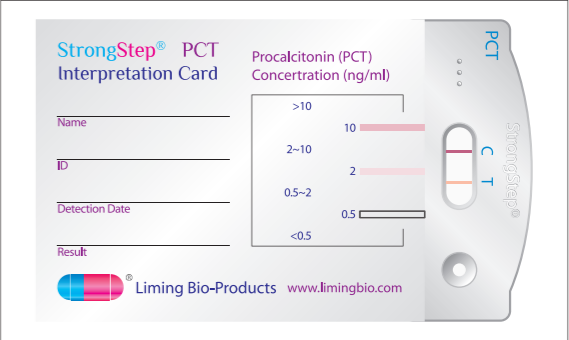 StrongStep® PCT
Interpretation Card
Name
ID
Detection Date
Result
Procalcitonin (PCT)
Concertration (ng/ml)
>10
10
2~10
2
0.5~2
0.5
<0.5
® Liming Bio-Products www.limingbio.com
PCT
C T
StrongStep®